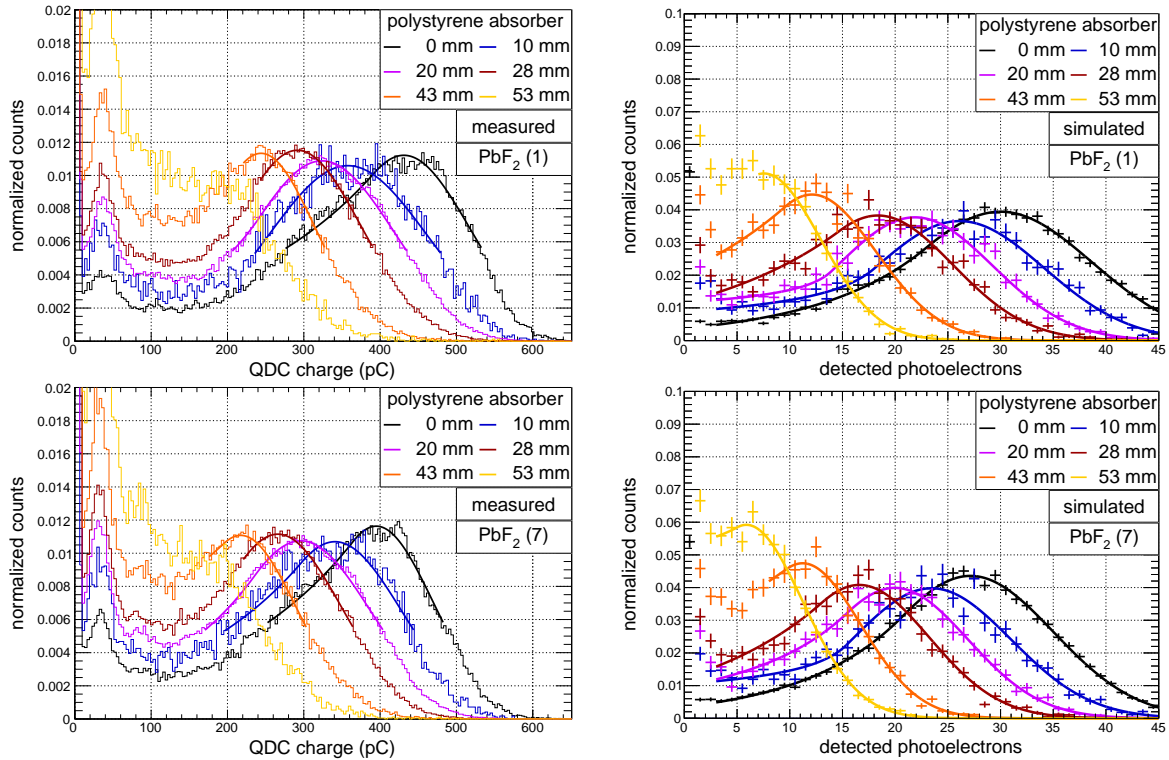 polystyrene absorber
0 mm 10 mm
20 mm 28 mm
43 mm 53 mm
measured
PbF2 (1)
normalized counts
0.02
0.018
0.016
0.014
0.012
0.01
0.008
0.006
0.004
0.002
0
0 100 200 300 400 500 600
QDC charge (pC)
polystyrene absorber
0 mm 10 mm
20 mm 28 mm
43 mm 53 mm
simulated
PbF2 (1)
normalized counts
0.1
0.09
0.08
0.07
0.06
0.05
0.04
0.03
0.02
0.01
0
0 5 10 15 20 25 30 35 40 45
detected photoelectrons
polystyrene absorber
0 mm 10 mm
20 mm 28 mm
43 mm 53 mm
measured
PbF2 (7)
normalized counts
0.02
0.018
0.016
0.014
0.012
0.01
0.008
0.006
0.004
0.002
0
0 100 200 300 400 500 600
QDC charge (pC)
polystyrene absorber
0 mm 10 mm
20 mm 28 mm
43 mm 53 mm
simulated
PbF2 (7)
normalized counts
0.1
0.09
0.08
0.07
0.06
0.05
0.04
0.03
0.02
0.01
0
0 5 10 15 20 25 30 35 40 45
detected photoelectrons